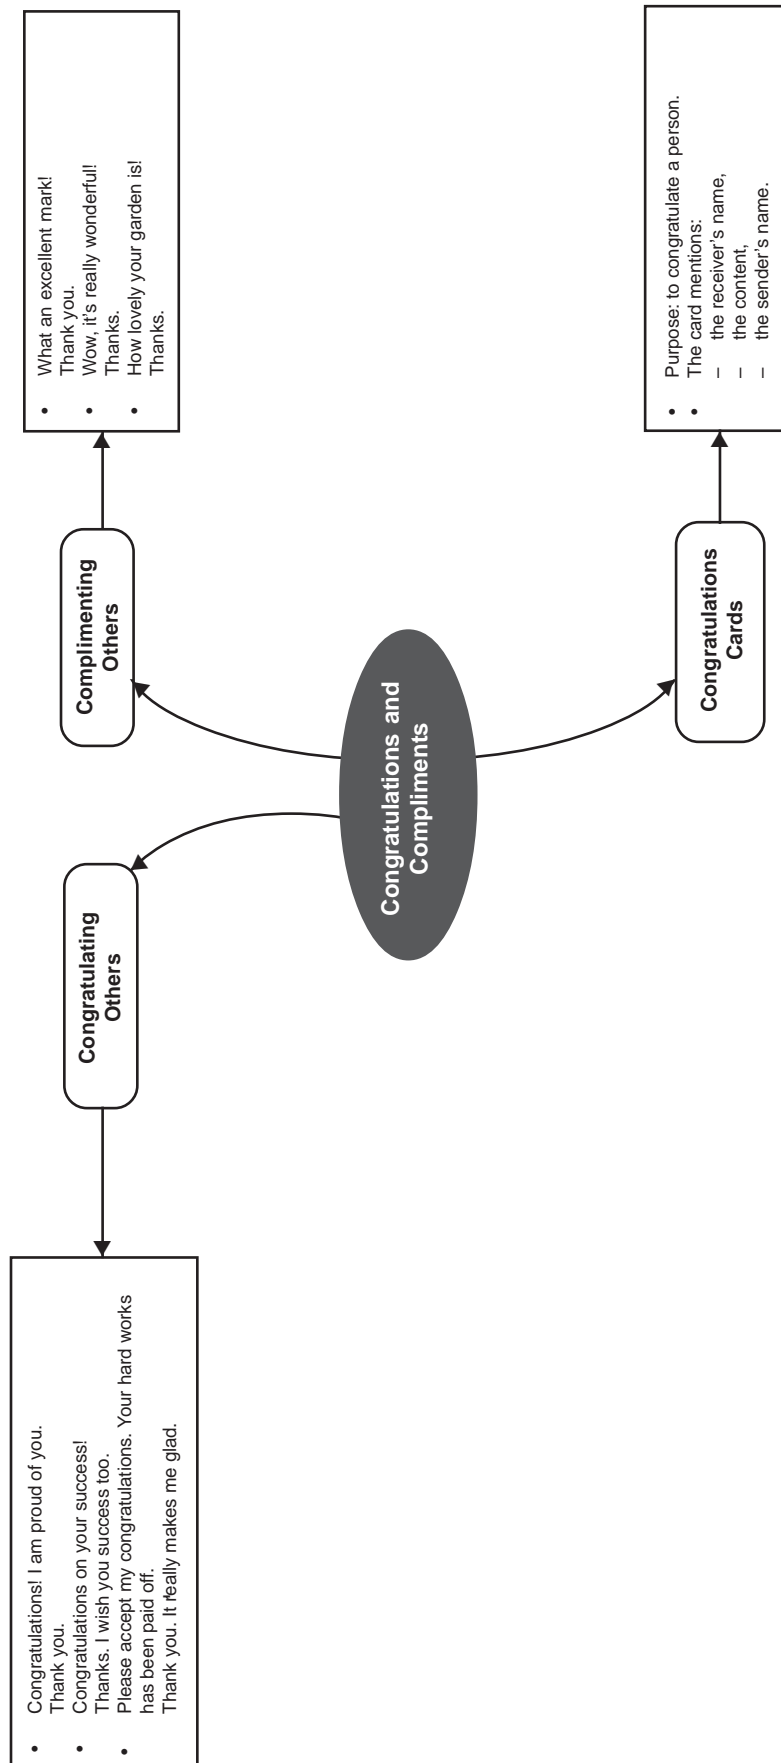 Congratulations and
Compliments
Congratulating
Others
• Congratulations! I am proud of you.
Thank you.
• Congratulations on your success!
Thanks. I wish you success too.
• Please accept my congratulations. Your hard works
has been paid off.
Thank you. It really makes me glad.
Complimenting
Others
• What an excellent mark!
Thank you.
• Wow, it's really wonderful!
Thanks.
• How lovely your garden is!
Thanks.
Congratulations
Cards
• Purpose: to congratulate a person.
• The card mentions:
– the receiver's name,
– the content,
– the sender's name.